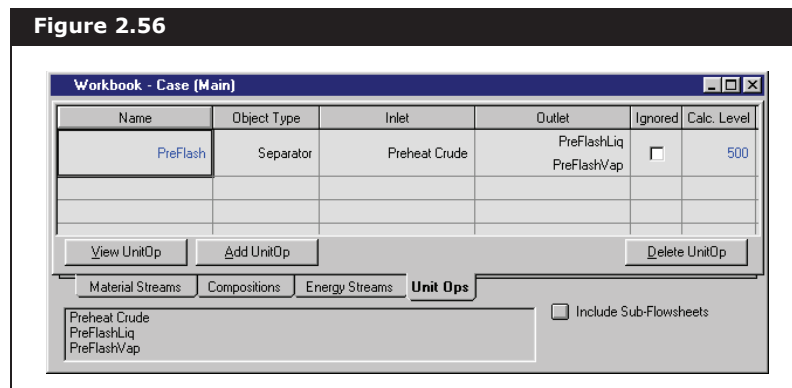 Figure 2.56
Workbook - Case (Main)
Name Object Type Inlet Outlet Ignored Calc. Level
PreFlash Separator Preheat Crude PreFlashLiq 500
PreFlashVap
View UnitOp Add UnitOp Delete UnitOp
Material Streams Compositions Energy Streams Unit Ops
Include Sub-Flowsheets
Preheat Crude
PreFlashLiq
PreFlashVap